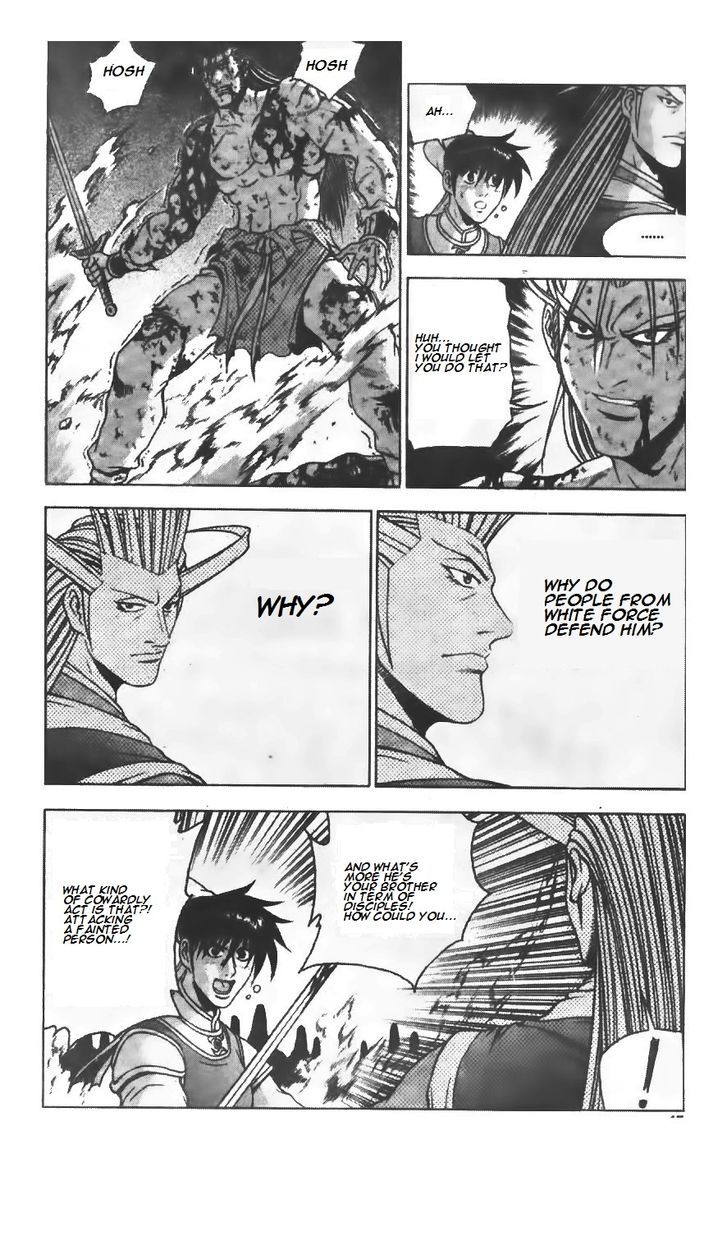 HOSH
HOSH
AH...
.......
HUH...
YOU THOUGHT
I WOULD LET
YOU DO THAT?
WHY?
WHY DO
PEOPLE FROM
WHITE FORCE
DEFEND HIM?
WHAT KIND
OF COWARDLY
ACT IS THAT?!
ATTACKING
A FAINTED
PERSON...!
AND WHAT'S
MORE HE'S
YOUR BROTHER
IN TERM OF
DISCIPLES!
HOW COULD YOU...
!